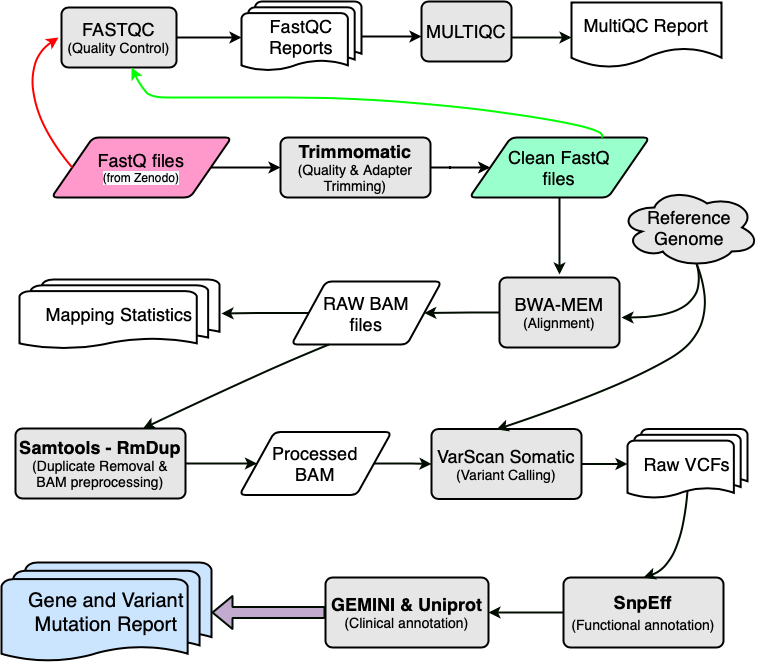 FASTQC
(Quality Control)
FastQC
Reports
MULTIQC
MultiQC Report
FastQ files
(from Zenodo)
Trimmomatic
(Quality & Adapter
Trimming)
Clean FastQ
files
Reference
Genome
Mapping Statistics
RAW BAM
files
BWA-MEM
(Alignment)
Samtools - RmDup
(Duplicate Removal &
BAM preprocessing)
Processed
BAM
VarScan Somatic
(Variant Calling)
Raw VCFs
Gene and Variant
Mutation Report
GEMINI & Uniprot
(Clinical annotation)
SnpEff
(Functional annotation)